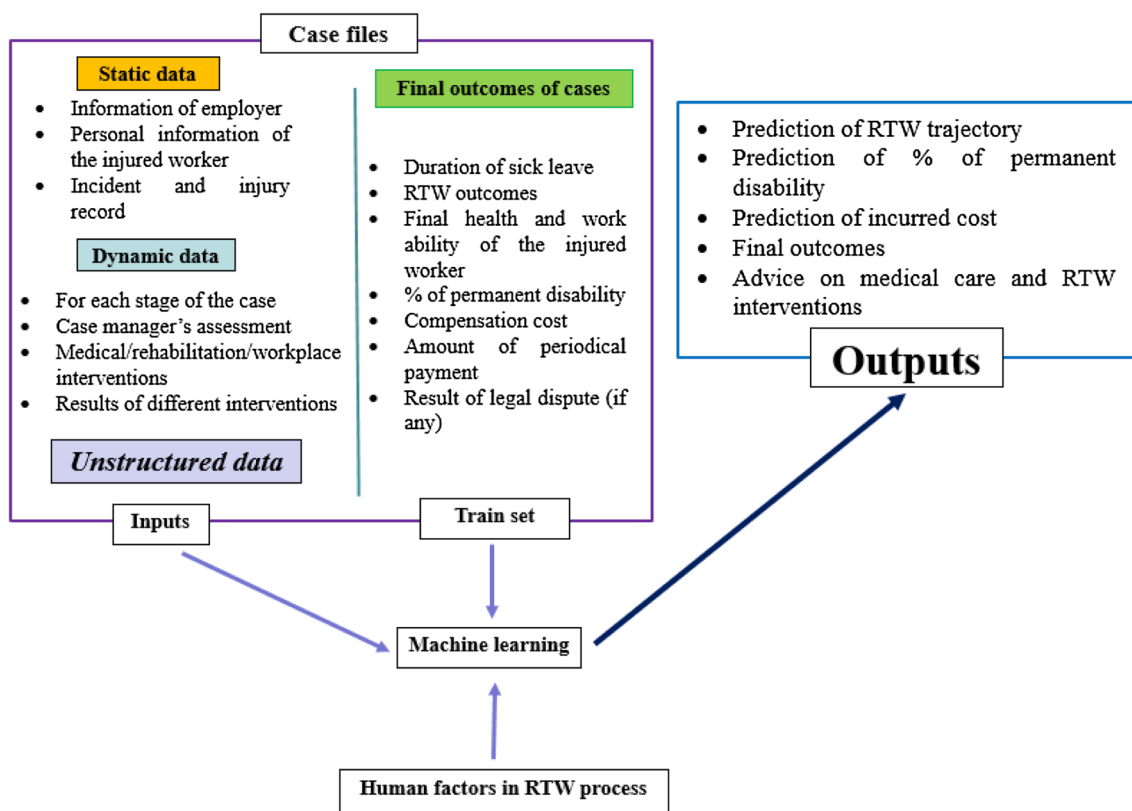 Case files
Static data
• Information of employer
• Personal information of
the injured worker
• Incident and injury
record
Dynamic data
• For each stage of the case
• Case manager’s assessment
• Medical/rehabilitation/workplace
interventions
• Results of different interventions
Unstructured data
Inputs
Final outcomes of cases
• Duration of sick leave
• RTW outcomes
• Final health and work
ability of the injured
worker
• % of permanent disability
• Compensation cost
• Amount of periodical
payment
• Result of legal dispute (if
any)
Train set
• Prediction of RTW trajectory
• Prediction of % of permanent
disability
• Prediction of incurred cost
• Final outcomes
• Advice on medical care and RTW
interventions
Outputs
Machine learning
Human factors in RTW process